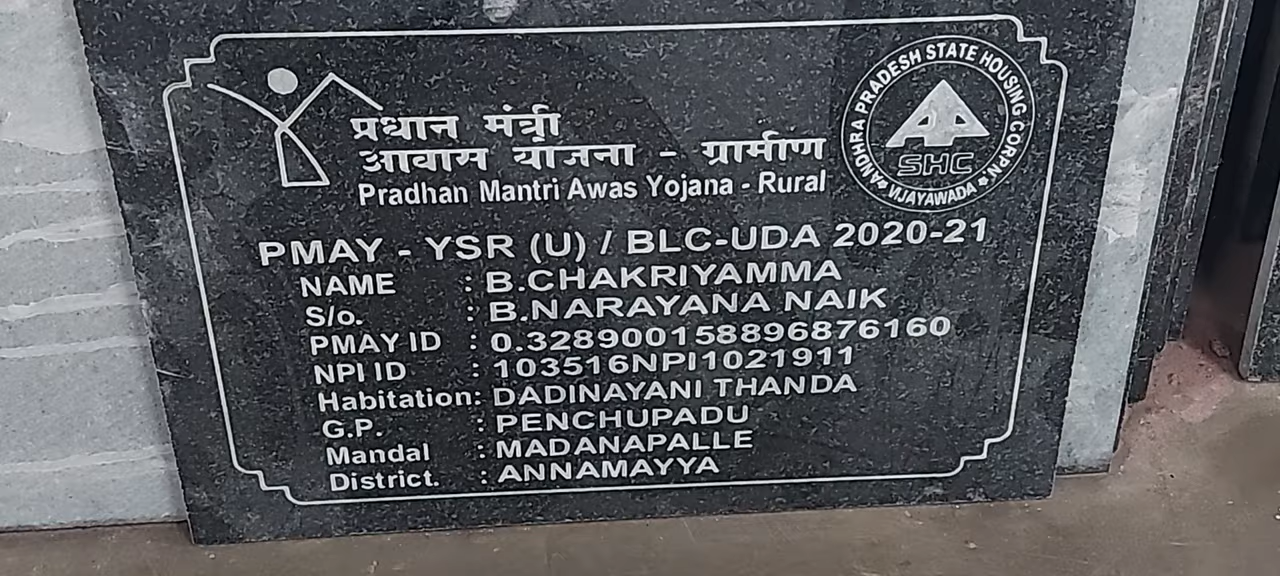 प्रधान मंत्री
आवास योजना - ग्रामीण
Pradhan Mantri Awas Yojana - Rural
ANDHRA PRADESH STATE HOUSING CORPN.
SHC
VIJAYAWADA
PMAY - YSR (U) / BLC-UDA 2020-21
NAME : B.CHAKRIYAMMA
S/o. : B.NARAYANA NAIK
PMAY ID : 0.328900158896876160
NPI ID : 103516NPI1021911
Habitation: DADINAYANI THANDA
G.P. : PENCHUPADU
Mandal : MADANAPALLE
District. : ANNAMAYYA